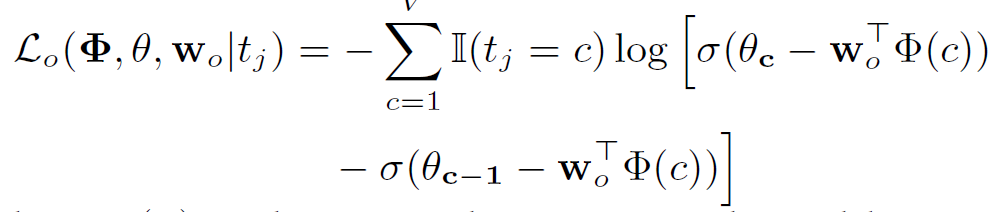 \mathcal{L}_o(\mathbf{\Phi}, \theta, \mathbf{w}_o|t_j) = -\sum_{c=1}^{V} \mathbb{I}(t_j = c) \log \Big[ \sigma(\theta_{\mathbf{c}} - \mathbf{w}_o^\top \Phi(c))
- \sigma(\theta_{\mathbf{c-1}} - \mathbf{w}_o^\top \Phi(c)) \Big]